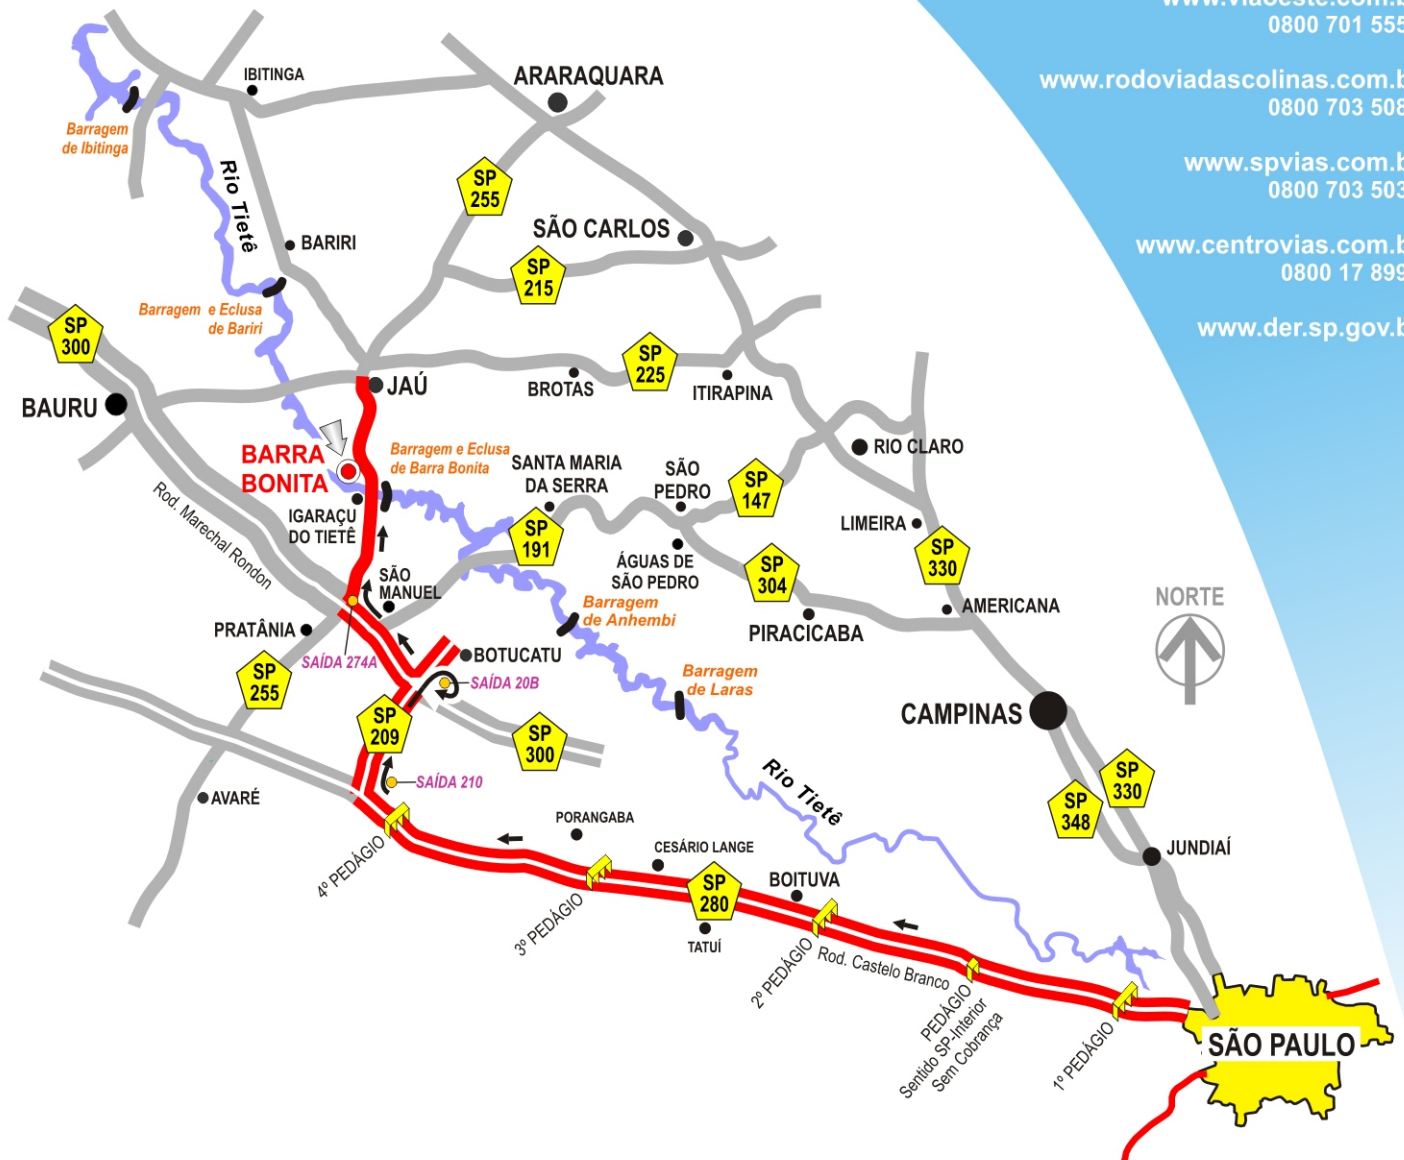 www.viaoeste.com.b
0800 701 555
www.rodoviadascolinas.com.b
0800 703 508
www.spvias.com.b
0800 703 503
www.centrovias.com.b
0800 17 899
www.der.sp.gov.b
IBITINGA
ARARAQUARA
Barragem
de Ibitinga
Rio Tietê
SP
255
SÃO CARLOS
BARIRI
SP
215
Barragem e Eclusa
de Bariri
SP
300
SP
225
BAURU
JAÚ
BROTAS
ITIRAPINA
BARRA
BONITA
Barragem e Eclusa
de Barra Bonita
SANTA MARIA
DA SERRA
SÃO
PEDRO
SP
147
RIO CLARO
Rod. Marechal Rondon
IGARAÇU
DO TIETÊ
SP
191
LIMEIRA
ÁGUAS DE
SÃO PEDRO
SP
304
SP
330
SÃO
MANUEL
Barragem
de Anhembi
AMERICANA
NORTE
PRATÂNIA
PIRACICABA
SAÍDA 274A
BOTUCATU
SP
255
SAÍDA 20B
Barragem
de Laras
SP
209
SP
300
CAMPINAS
SAÍDA 210
Rio Tietê
SP
330
SP
348
AVARÉ
PORANGABA
CESÁRIO LANGE
JUNDIAÍ
4º PEDÁGIO
SP
280
BOITUVA
3º PEDÁGIO
TATUÍ
2º PEDÁGIO
Rod. Castelo Branco
PEDÁGIO
Sentido SP-Interior
Sem Cobrança
1º PEDÁGIO
SÃO PAULO